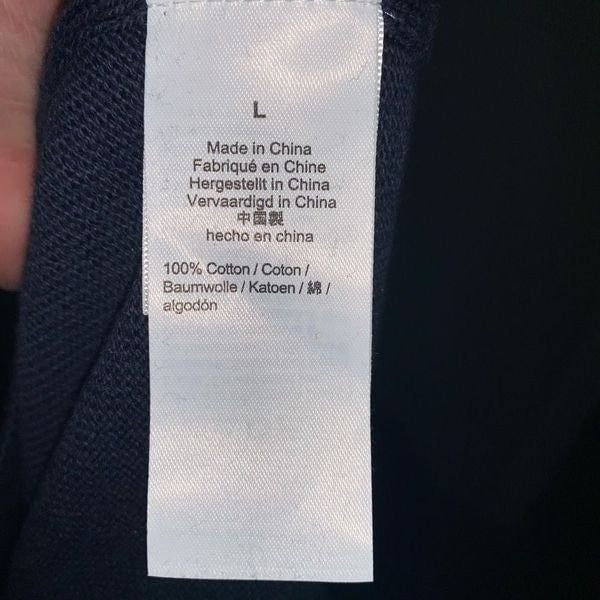 L
Made in China
Fabriqué en Chine
Hergestellt in China
Vervaardigd in China
中国製
hecho en china
100% Cotton / Coton /
Baumwolle / Katoen / 綿 /
algodón